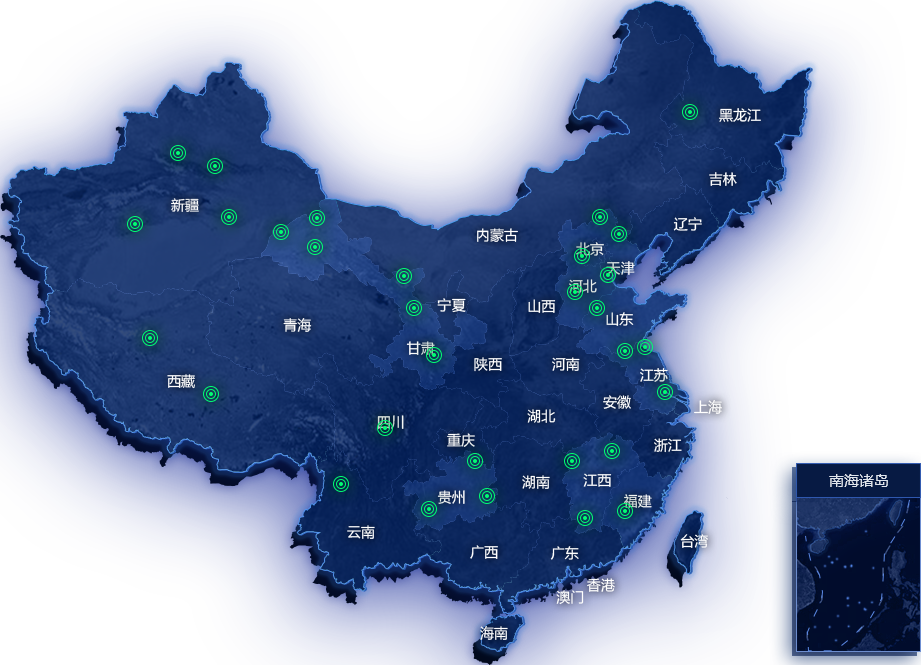 黑龙江
吉林
新疆
辽宁
内蒙古
北京
天津
河北
宁夏
山西
山东
青海
甘肃
陕西
河南
江苏
西藏
安徽
上海
湖北
四川
重庆
浙江
江西
湖南
南海诸岛
贵州
福建
云南
台湾
广西
广东
香港
澳门
海南